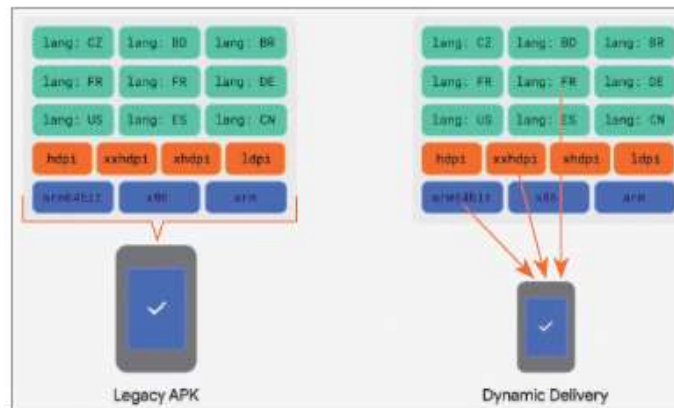 lang: CZ lang: BD lang: BR
lang: FR lang: FR lang: DE
lang: US lang: ES lang: CN
hdpi xxhdpi xhdpi ldpi
arm64bit x86 arm
Legacy APK
lang: CZ lang: BD lang: BR
lang: FR lang: FR lang: DE
lang: US lang: ES lang: CN
hdpi xxhdpi xhdpi ldpi
arm64bit x86 arm
Dynamic Delivery